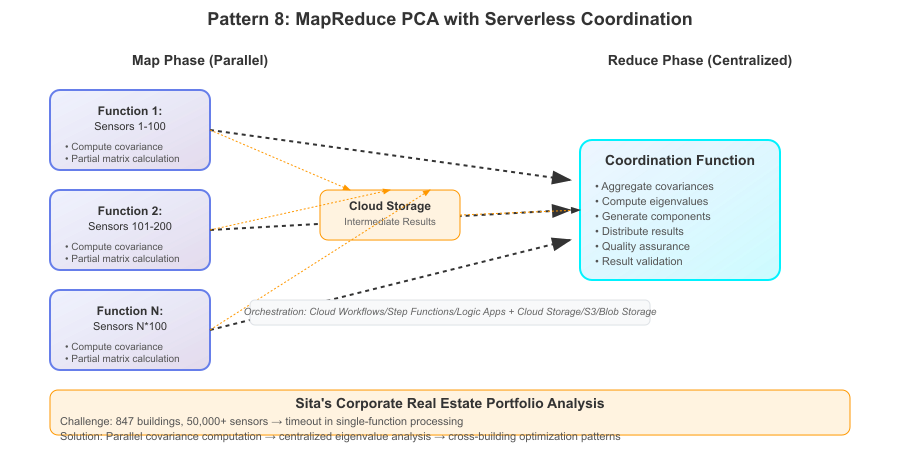 Pattern 8: MapReduce PCA with Serverless Coordination
Map Phase (Parallel)
Reduce Phase (Centralized)
Function 1:
Sensors 1-100
• Compute covariance
• Partial matrix calculation
Function 2:
Sensors 101-200
• Compute covariance
• Partial matrix calculation
Function N:
Sensors N*100
• Compute covariance
• Partial matrix calculation
Cloud Storage
Intermediate Results
Coordination Function
• Aggregate covariances
• Compute eigenvalues
• Generate components
• Distribute results
• Quality assurance
• Result validation
Orchestration: Cloud Workflows/Step Functions/Logic Apps + Cloud Storage/S3/Blob Storage
Sita's Corporate Real Estate Portfolio Analysis
Challenge: 847 buildings, 50,000+ sensors → timeout in single-function processing
Solution: Parallel covariance computation → centralized eigenvalue analysis → cross-building optimization patterns